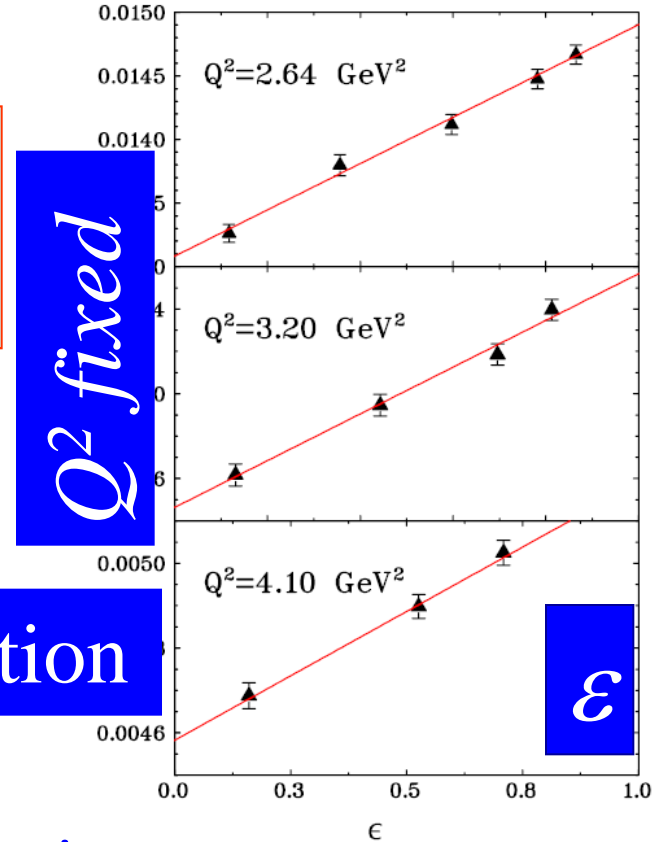 0.0150
0.0145
Q²=2.64 GeV²
0.0140
5
0
Q² fixed
4
Q²=3.20 GeV²
0
6
0.0050
Q²=4.10 GeV²
tion
8
ε
0.0046
0.0 0.3 0.5 0.8 1.0
ϵ